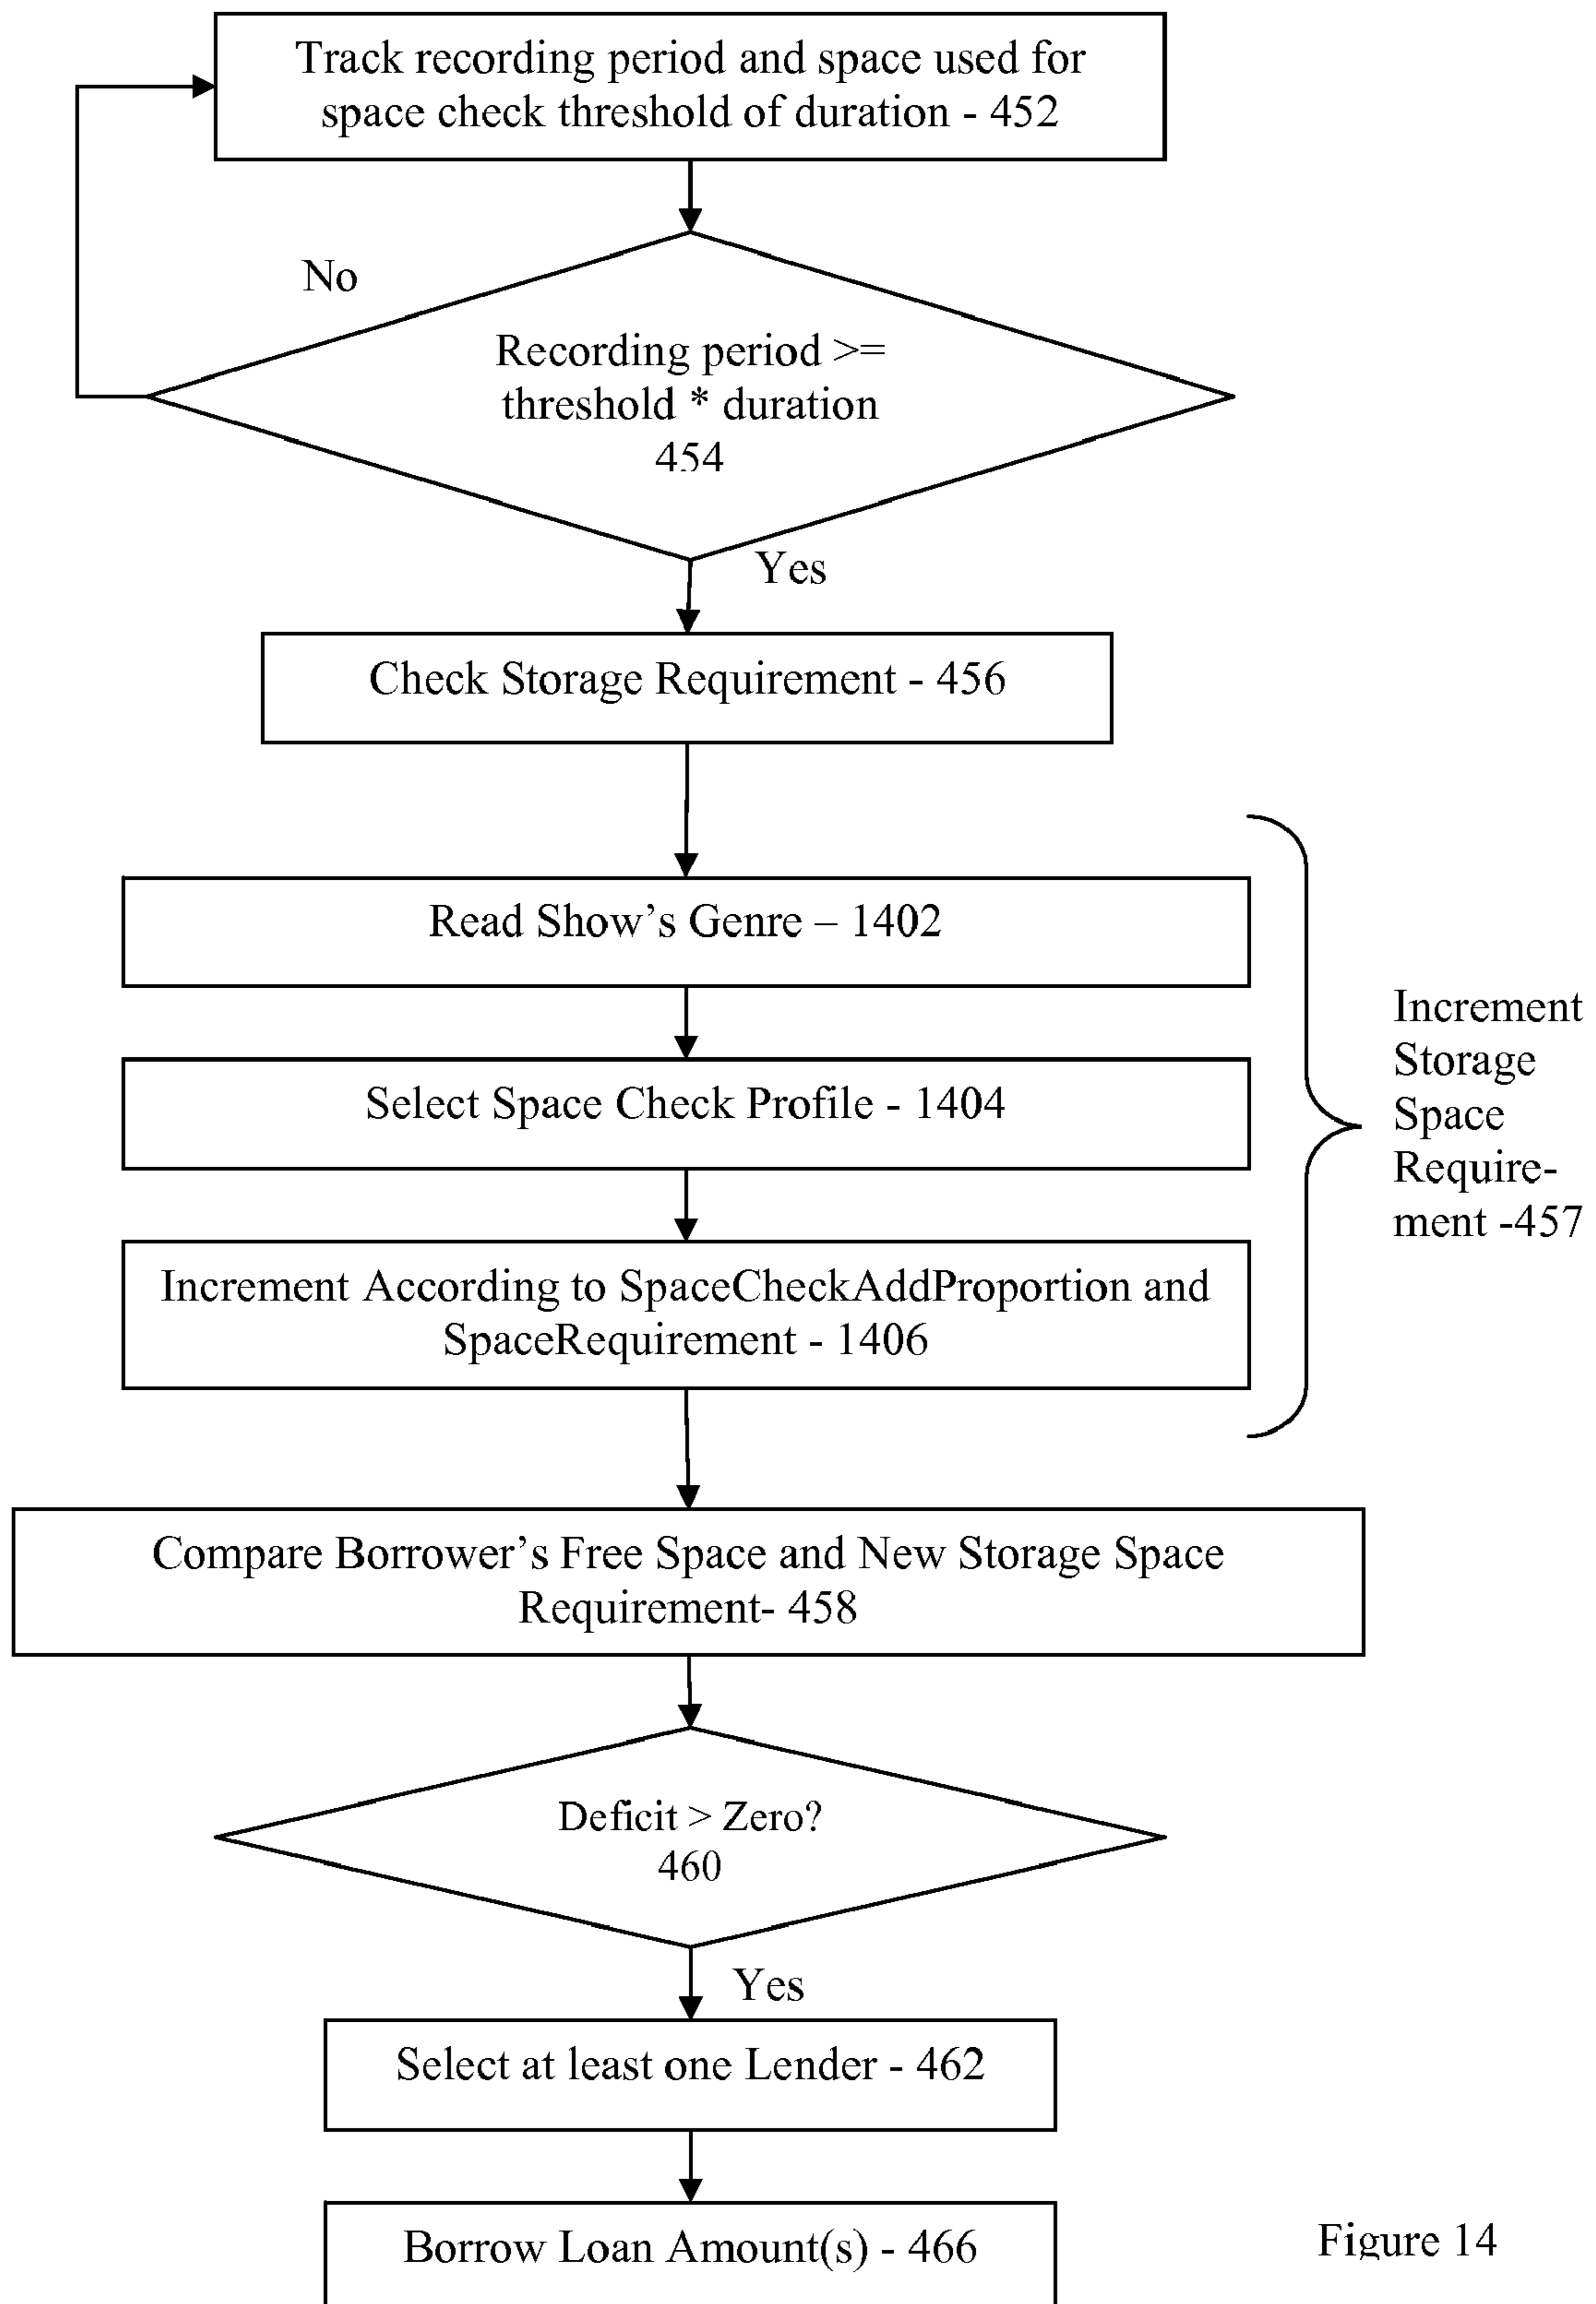 Track recording period and space used for
space check threshold of duration - 452
No
Recording period >=
threshold * duration
454
Yes
Check Storage Requirement - 456
Read Show’s Genre – 1402
Select Space Check Profile - 1404
Increment According to SpaceCheckAddProportion and
SpaceRequirement - 1406
Increment
Storage
Space
Require-
ment -457
Compare Borrower’s Free Space and New Storage Space
Requirement- 458
Deficit > Zero?
460
Yes
Select at least one Lender - 462
Borrow Loan Amount(s) - 466
Figure 14